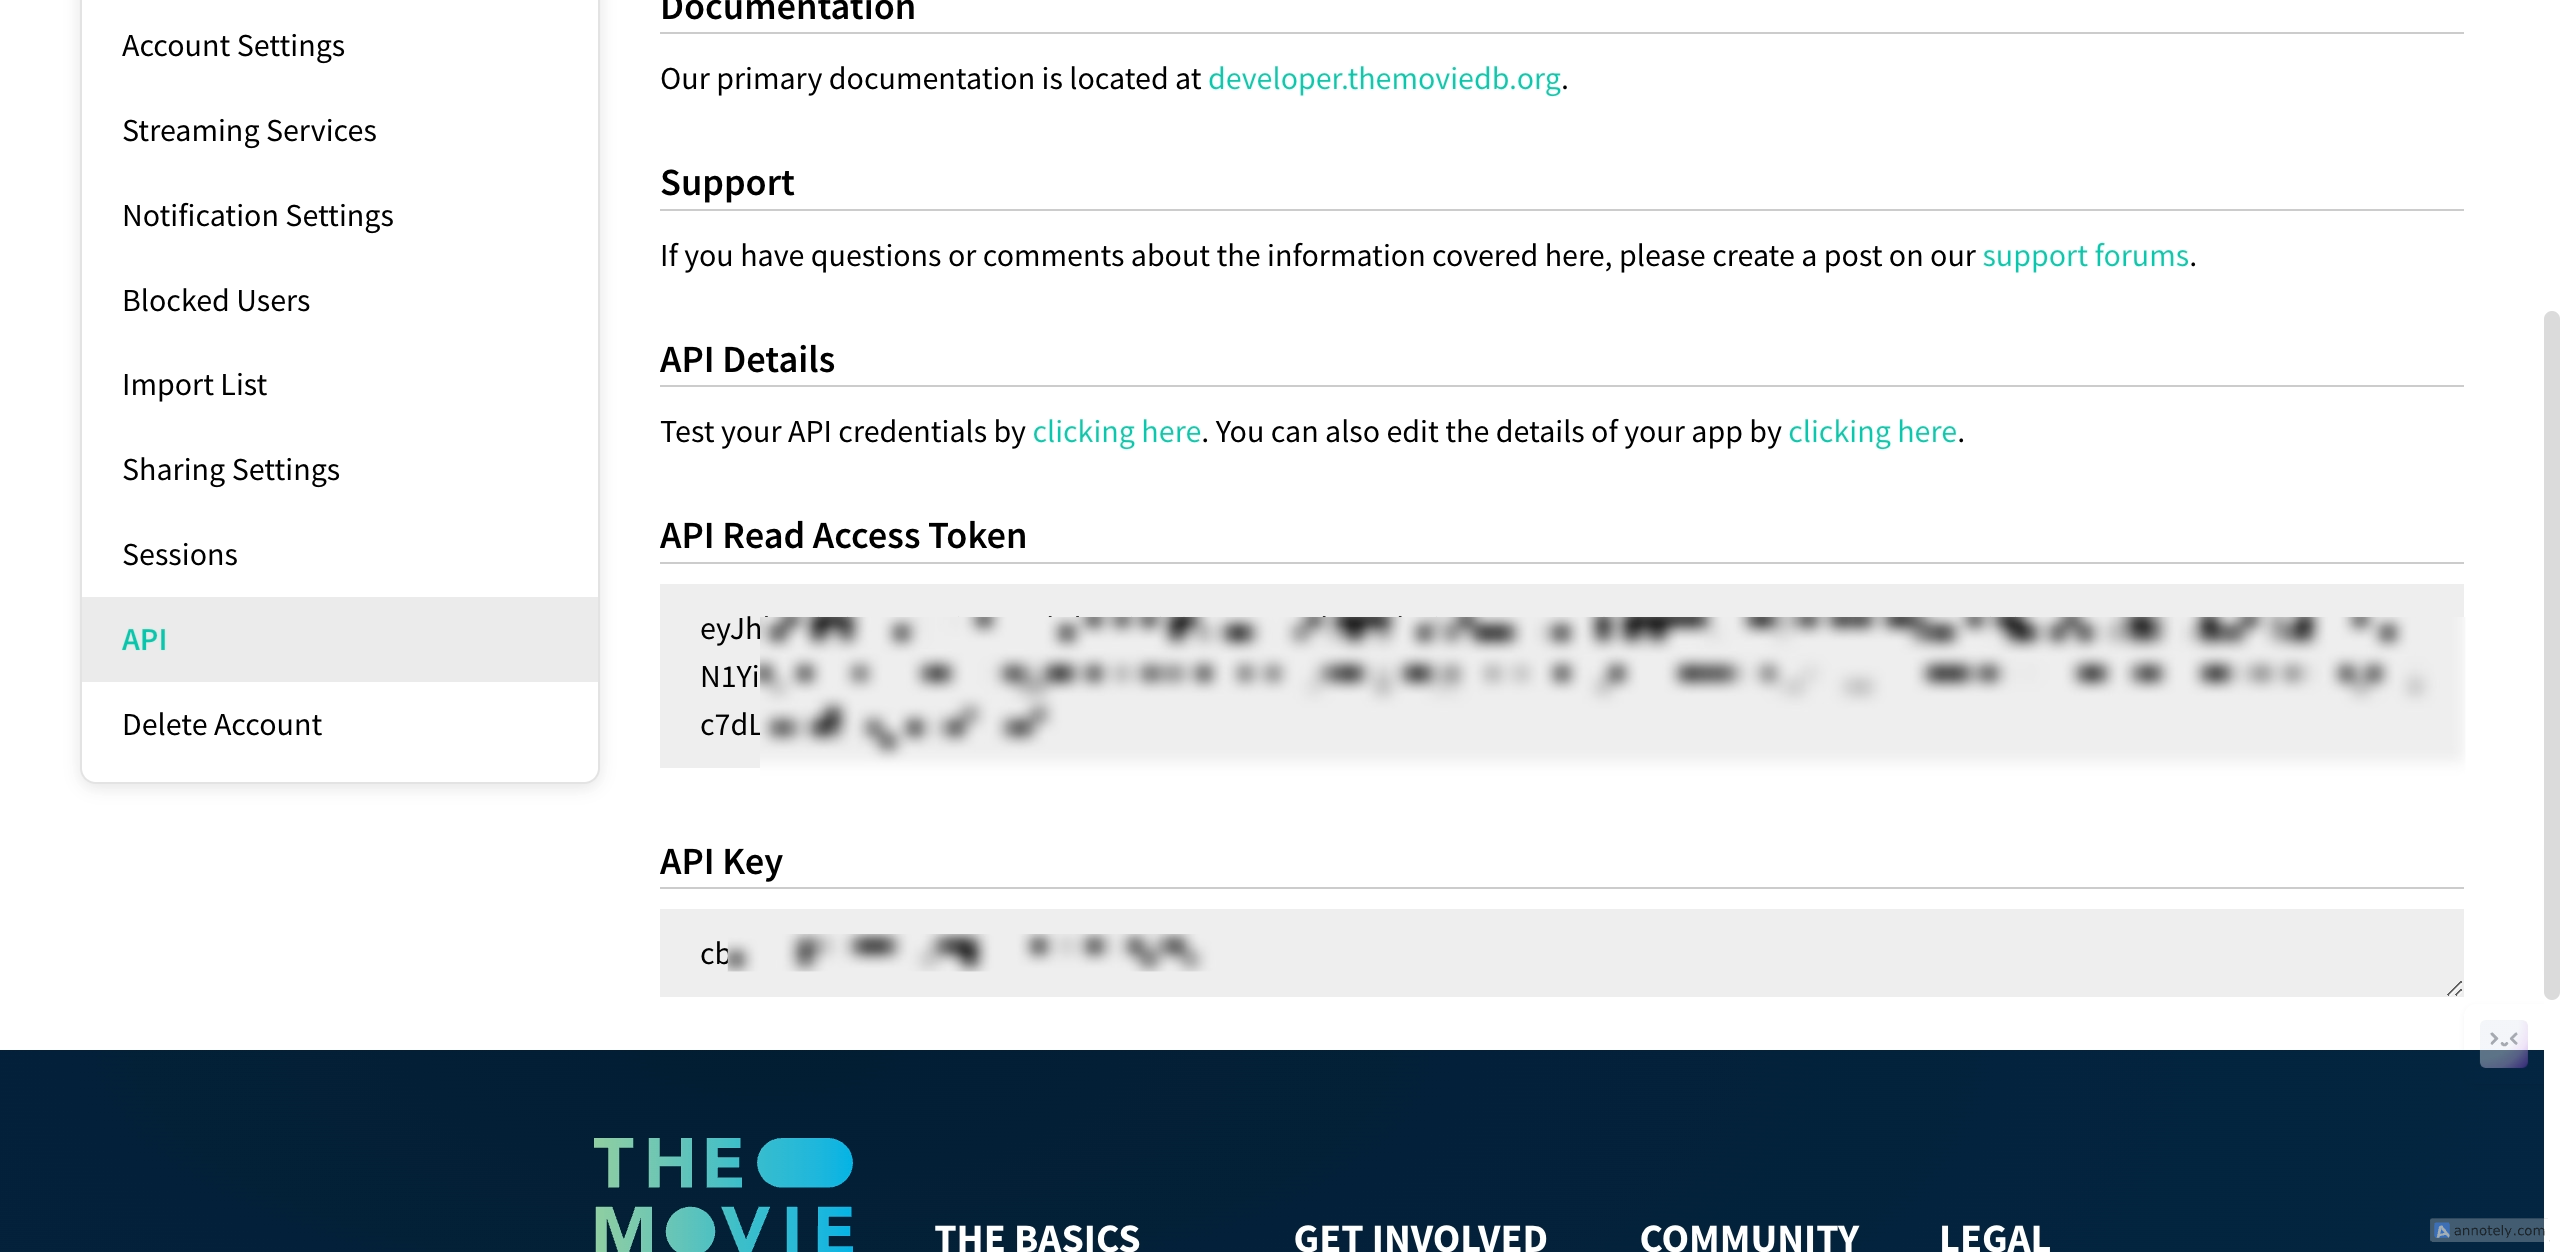 Documentation
Account Settings
Our primary documentation is located at developer.themoviedb.org.
Streaming Services
Support
Notification Settings
If you have questions or comments about the information covered here, please create a post on our support forums.
Blocked Users
API Details
Import List
Test your API credentials by clicking here. You can also edit the details of your app by clicking here.
Sharing Settings
API Read Access Token
Sessions
eyJh
API
N1Yi
c7dL
Delete Account
API Key
cb
THE
MOVIE
THE BASICS
GET INVOLVED
COMMUNITY
LEGAL
annotely.com